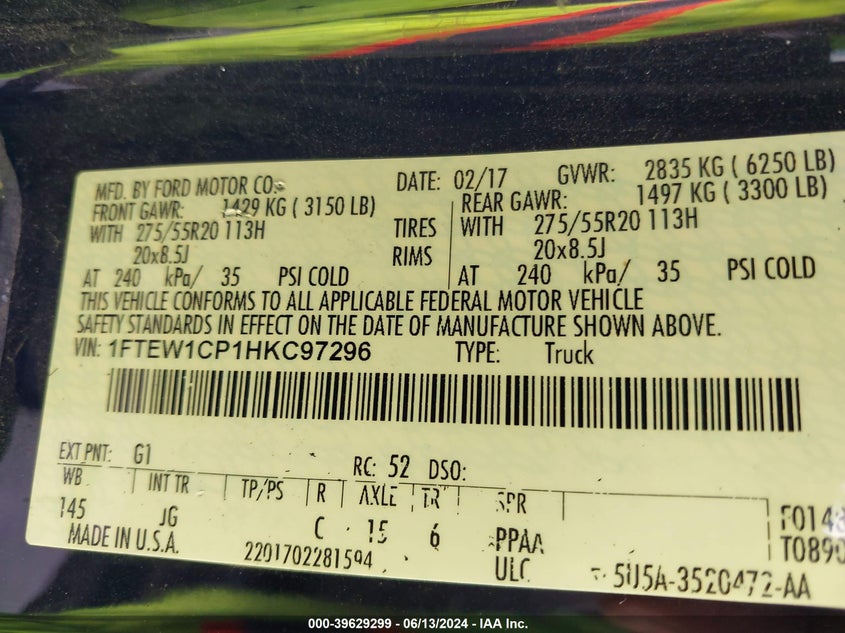 MFD. BY FORD MOTOR CO. DATE: 02/17 GVWR: 2835 KG ( 6250 LB)
FRONT GAWR: 1429 KG ( 3150 LB) REAR GAWR: 1497 KG ( 3300 LB)
WITH 275/55R20 113H TIRES WITH 275/55R20 113H
20x8.5J RIMS 20x8.5J
AT 240 kPa/ 35 PSI COLD AT 240 kPa/ 35 PSI COLD
THIS VEHICLE CONFORMS TO ALL APPLICABLE FEDERAL MOTOR VEHICLE
SAFETY STANDARDS IN EFFECT ON THE DATE OF MANUFACTURE SHOWN ABOVE.
VIN: 1FTEW1CP1HKC97296 TYPE: Truck
EXT PNT: G1 RC: 52 DSO:
WB INT TR TP/PS R AXLE TR SPR
145 JG C 15 6 PPAA F0148
MADE IN U.S.A. 2201702281594 ULC T0890
5U5A-3520472-AA
000-39629299 - 06/13/2024 - IAA Inc.